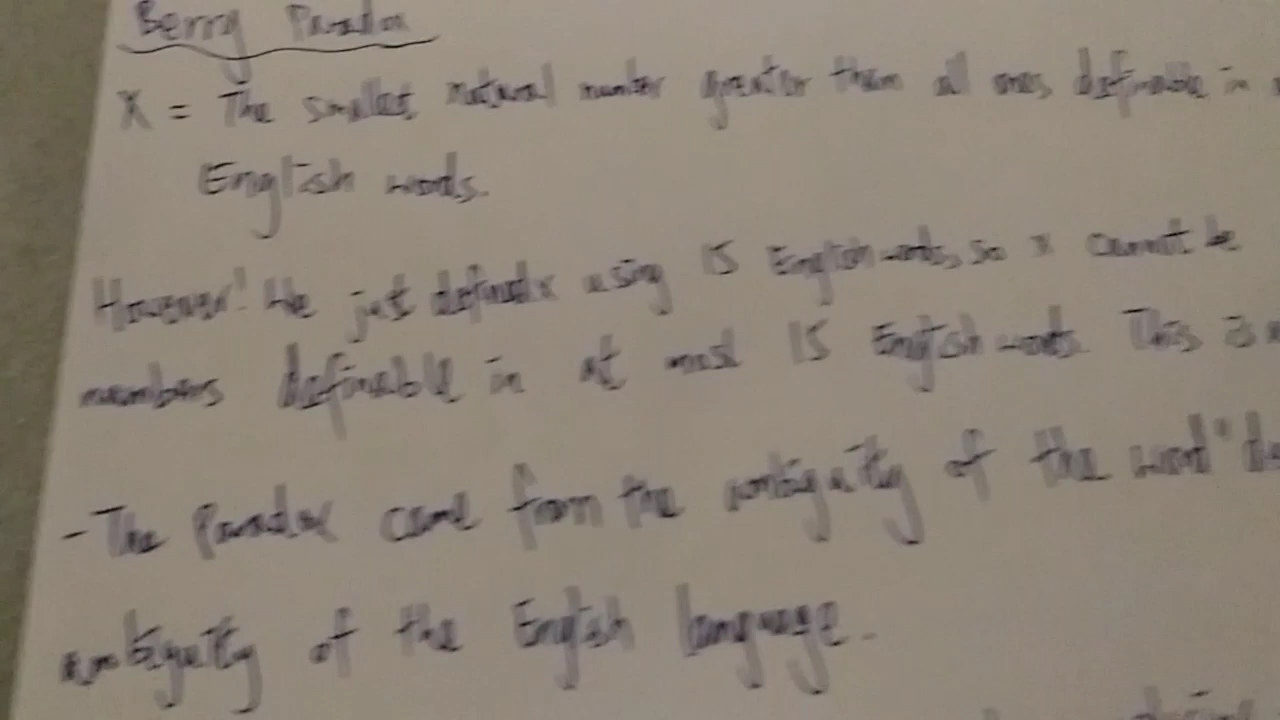 Berry Paradox
X = The smallest natural number greater than all ones definable in
English words.
However! We just defined x using 15 English words, so x cannot be
members definable in at most 15 English words. This is
- The Paradox came from the ambiguity of the word "de
ambiguity of the English language.